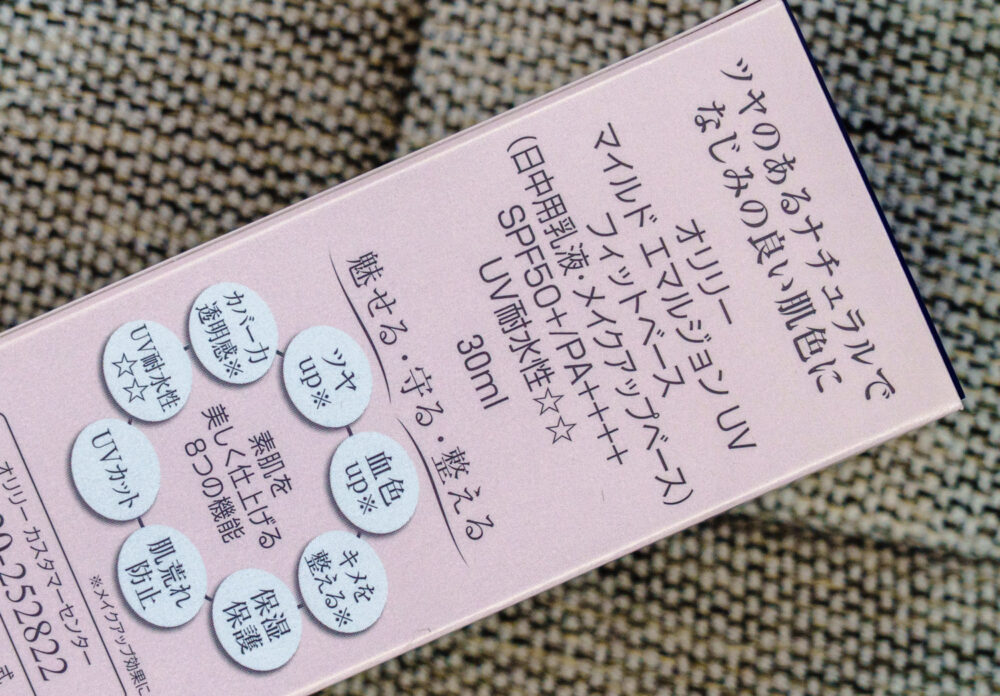 ツヤのあるナチュラルで
なじみの良い肌色に
オリリー
マイルド エマルジョン UV
フィットベース
(日中用乳液・メイクアップベース)
SPF50+/PA++++
UV耐水性☆☆
30ml
魅せる・守る・整える
ツヤ
up※
血色
up※
キメを
整える※
保湿
保護
肌荒れ
防止
UVカット
UV耐水性
☆☆
カバー力
透明感※
素肌を
美しく仕上げる
8つの機能
※メイクアップ効果に
オリリー カスタマーセンター
0-252822
式